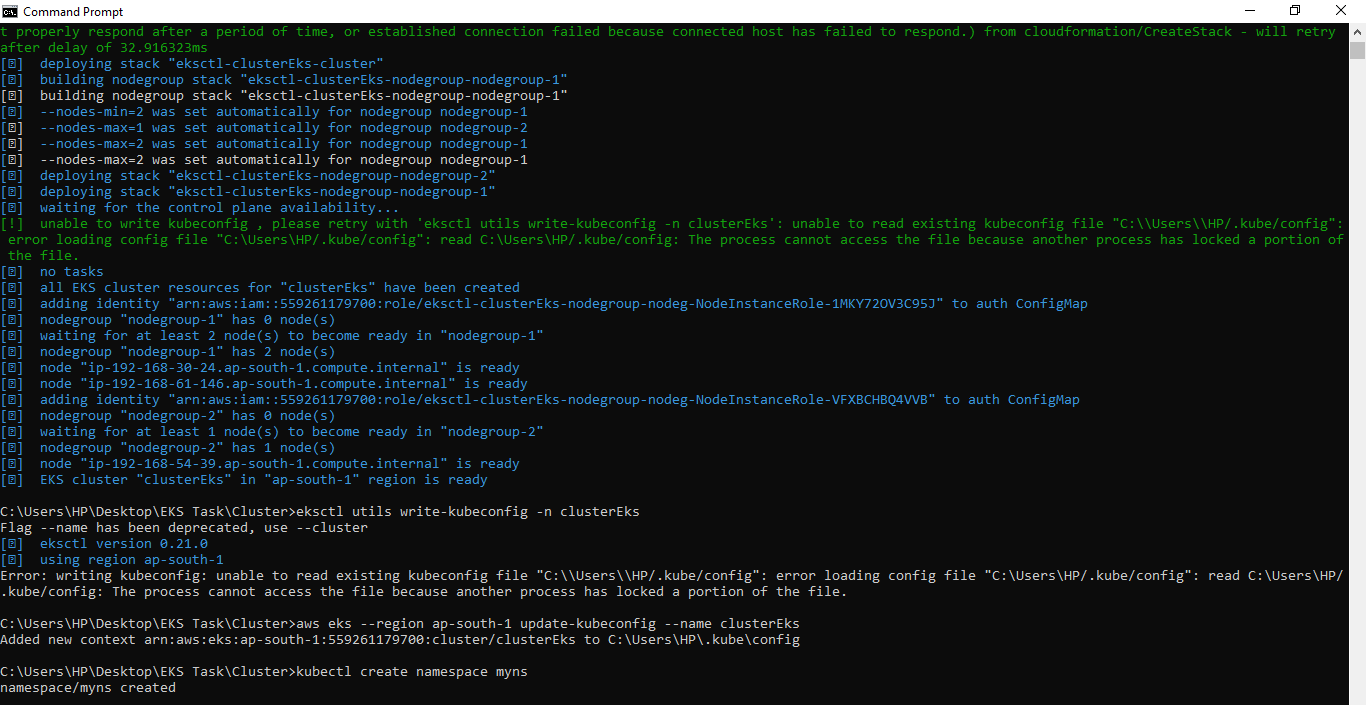 Command Prompt
t properly respond after a period of time, or established connection failed because connected host has failed to respond.) from cloudformation/CreateStack - will retry
after delay of 32.916323ms
[?]  deploying stack "eksctl-clusterEks-cluster"
[?]  building nodegroup stack "eksctl-clusterEks-nodegroup-nodegroup-1"
[?]  building nodegroup stack "eksctl-clusterEks-nodegroup-nodegroup-1"
[?]  --nodes-min=2 was set automatically for nodegroup nodegroup-1
[?]  --nodes-max=1 was set automatically for nodegroup nodegroup-2
[?]  --nodes-max=2 was set automatically for nodegroup nodegroup-1
[?]  --nodes-max=2 was set automatically for nodegroup nodegroup-1
[?]  deploying stack "eksctl-clusterEks-nodegroup-nodegroup-2"
[?]  deploying stack "eksctl-clusterEks-nodegroup-nodegroup-1"
[?]  waiting for the control plane availability...
[!]  unable to write kubeconfig , please retry with 'eksctl utils write-kubeconfig -n clusterEks': unable to read existing kubeconfig file "C:\\Users\\HP/.kube/config":
error loading config file "C:\Users\HP/.kube/config": read C:\Users\HP/.kube/config: The process cannot access the file because another process has locked a portion of
the file.
[?]  no tasks
[?]  all EKS cluster resources for "clusterEks" have been created
[?]  adding identity "arn:aws:iam::559261179700:role/eksctl-clusterEks-nodegroup-nodeg-NodeInstanceRole-1MKY72OV3C95J" to auth ConfigMap
[?]  nodegroup "nodegroup-1" has 0 node(s)
[?]  waiting for at least 2 node(s) to become ready in "nodegroup-1"
[?]  nodegroup "nodegroup-1" has 2 node(s)
[?]  node "ip-192-168-30-24.ap-south-1.compute.internal" is ready
[?]  node "ip-192-168-61-146.ap-south-1.compute.internal" is ready
[?]  adding identity "arn:aws:iam::559261179700:role/eksctl-clusterEks-nodegroup-nodeg-NodeInstanceRole-VFXBCHBQ4VVB" to auth ConfigMap
[?]  nodegroup "nodegroup-2" has 0 node(s)
[?]  waiting for at least 1 node(s) to become ready in "nodegroup-2"
[?]  nodegroup "nodegroup-2" has 1 node(s)
[?]  node "ip-192-168-54-39.ap-south-1.compute.internal" is ready
[?]  EKS cluster "clusterEks" in "ap-south-1" region is ready
C:\Users\HP\Desktop\EKS Task\Cluster>eksctl utils write-kubeconfig -n clusterEks
Flag --name has been deprecated, use --cluster
[?]  eksctl version 0.21.0
[?]  using region ap-south-1
Error: writing kubeconfig: unable to read existing kubeconfig file "C:\\Users\\HP/.kube/config": error loading config file "C:\Users\HP/.kube/config": read C:\Users\HP/
.kube/config: The process cannot access the file because another process has locked a portion of the file.
C:\Users\HP\Desktop\EKS Task\Cluster>aws eks --region ap-south-1 update-kubeconfig --name clusterEks
Added new context arn:aws:eks:ap-south-1:559261179700:cluster/clusterEks to C:\Users\HP\.kube\config
C:\Users\HP\Desktop\EKS Task\Cluster>kubectl create namespace myns
namespace/myns created